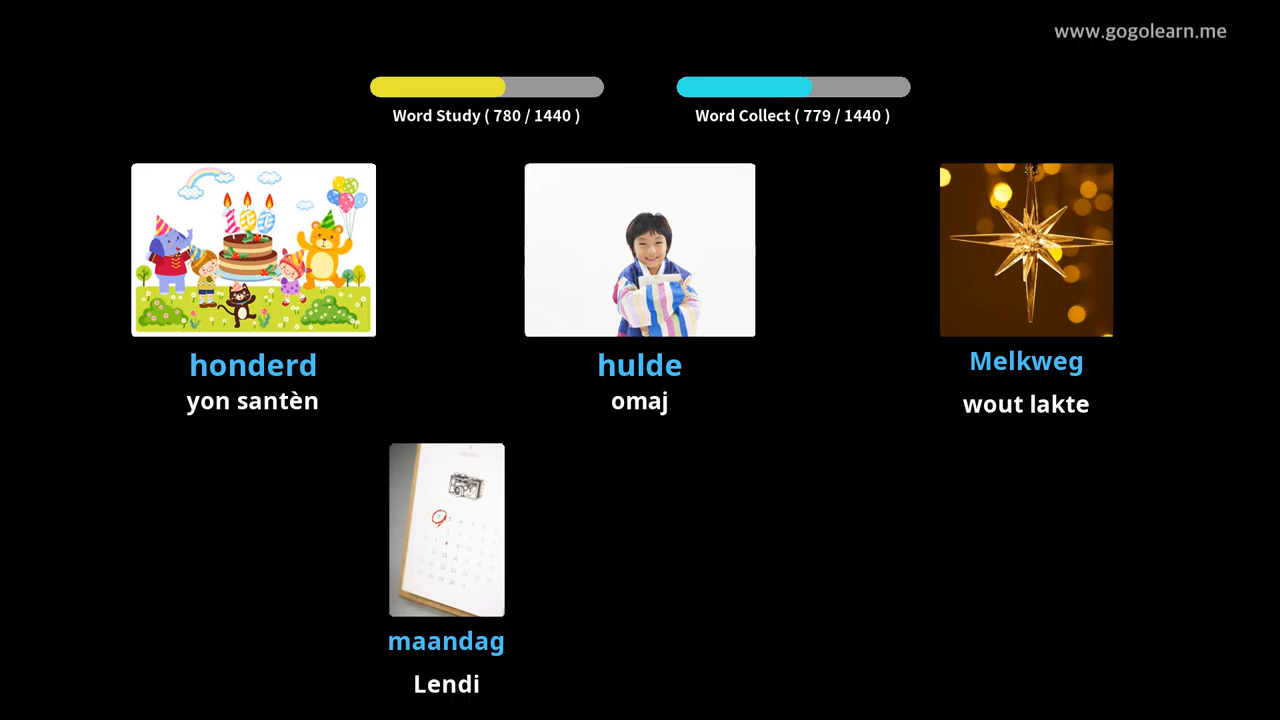 www.gogolearn.me
Word Study ( 780 / 1440 )
Word Collect ( 779 / 1440 )
100
honderd
hulde
Melkweg
yon santèn
omaj
wout lakte
maandag
Lendi